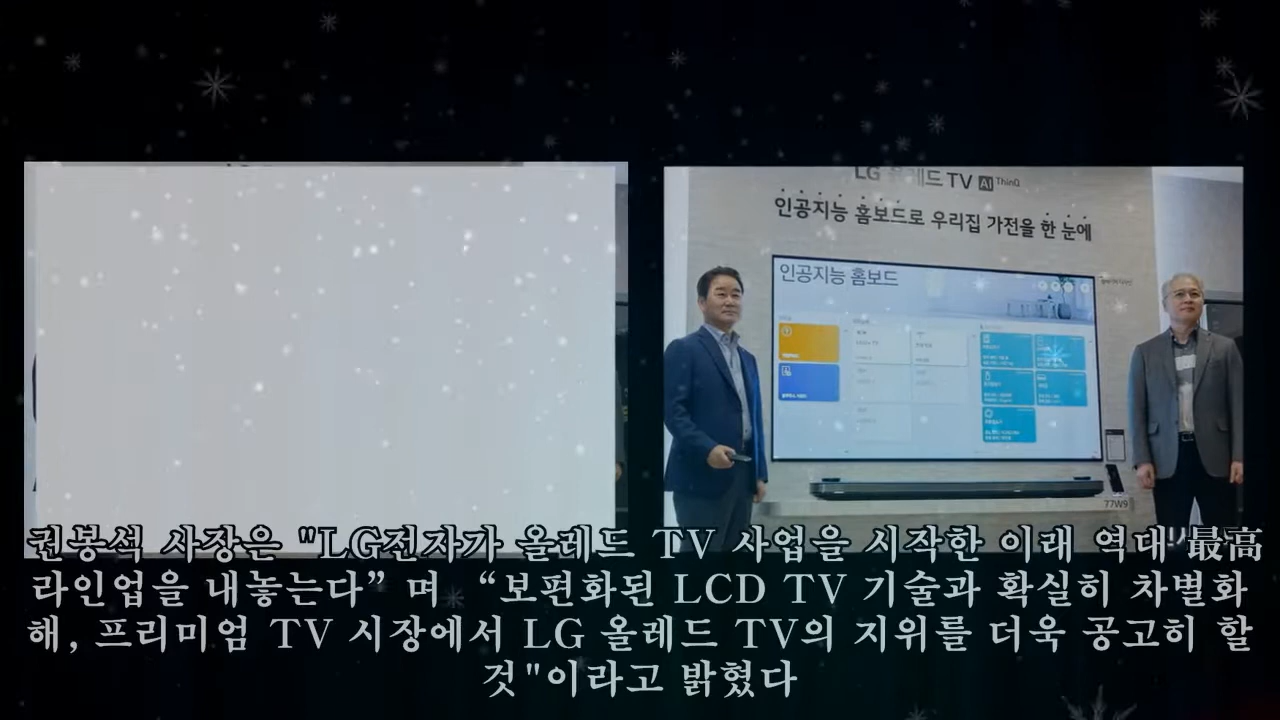 LG 올레드 TV AI ThinQ
인공지능 홈보드로 우리집 가전을 한 눈에
인공지능 홈보드
77W9
권봉석 사장은 "LG전자가 올레드 TV 사업을 시작한 이래 역대 最高
라인업을 내놓는다” 며 “보편화된 LCD TV 기술과 확실히 차별화
해, 프리미엄 TV 시장에서 LG 올레드 TV의 지위를 더욱 공고히 할
것"이라고 밝혔다